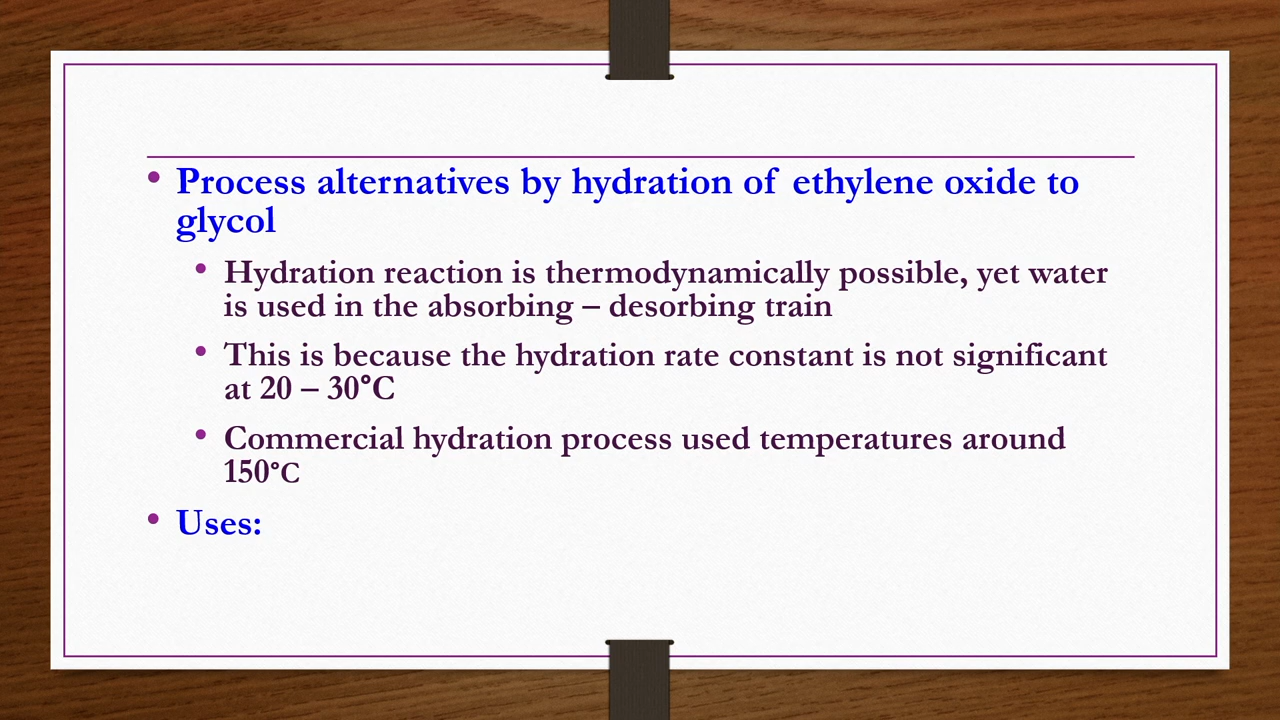 • Process alternatives by hydration of ethylene oxide to
glycol
• Hydration reaction is thermodynamically possible, yet water
is used in the absorbing – desorbing train
• This is because the hydration rate constant is not significant
at 20 – 30°C
• Commercial hydration process used temperatures around
150°C
• Uses: